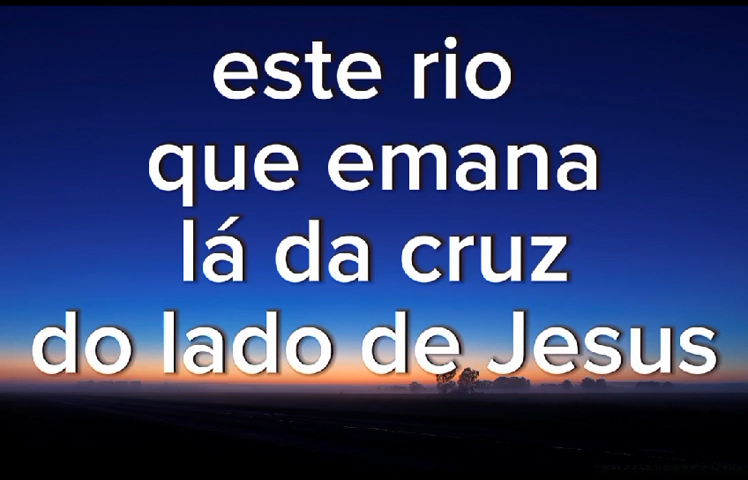 este rio
que emana
lá da cruz
do lado de Jesus